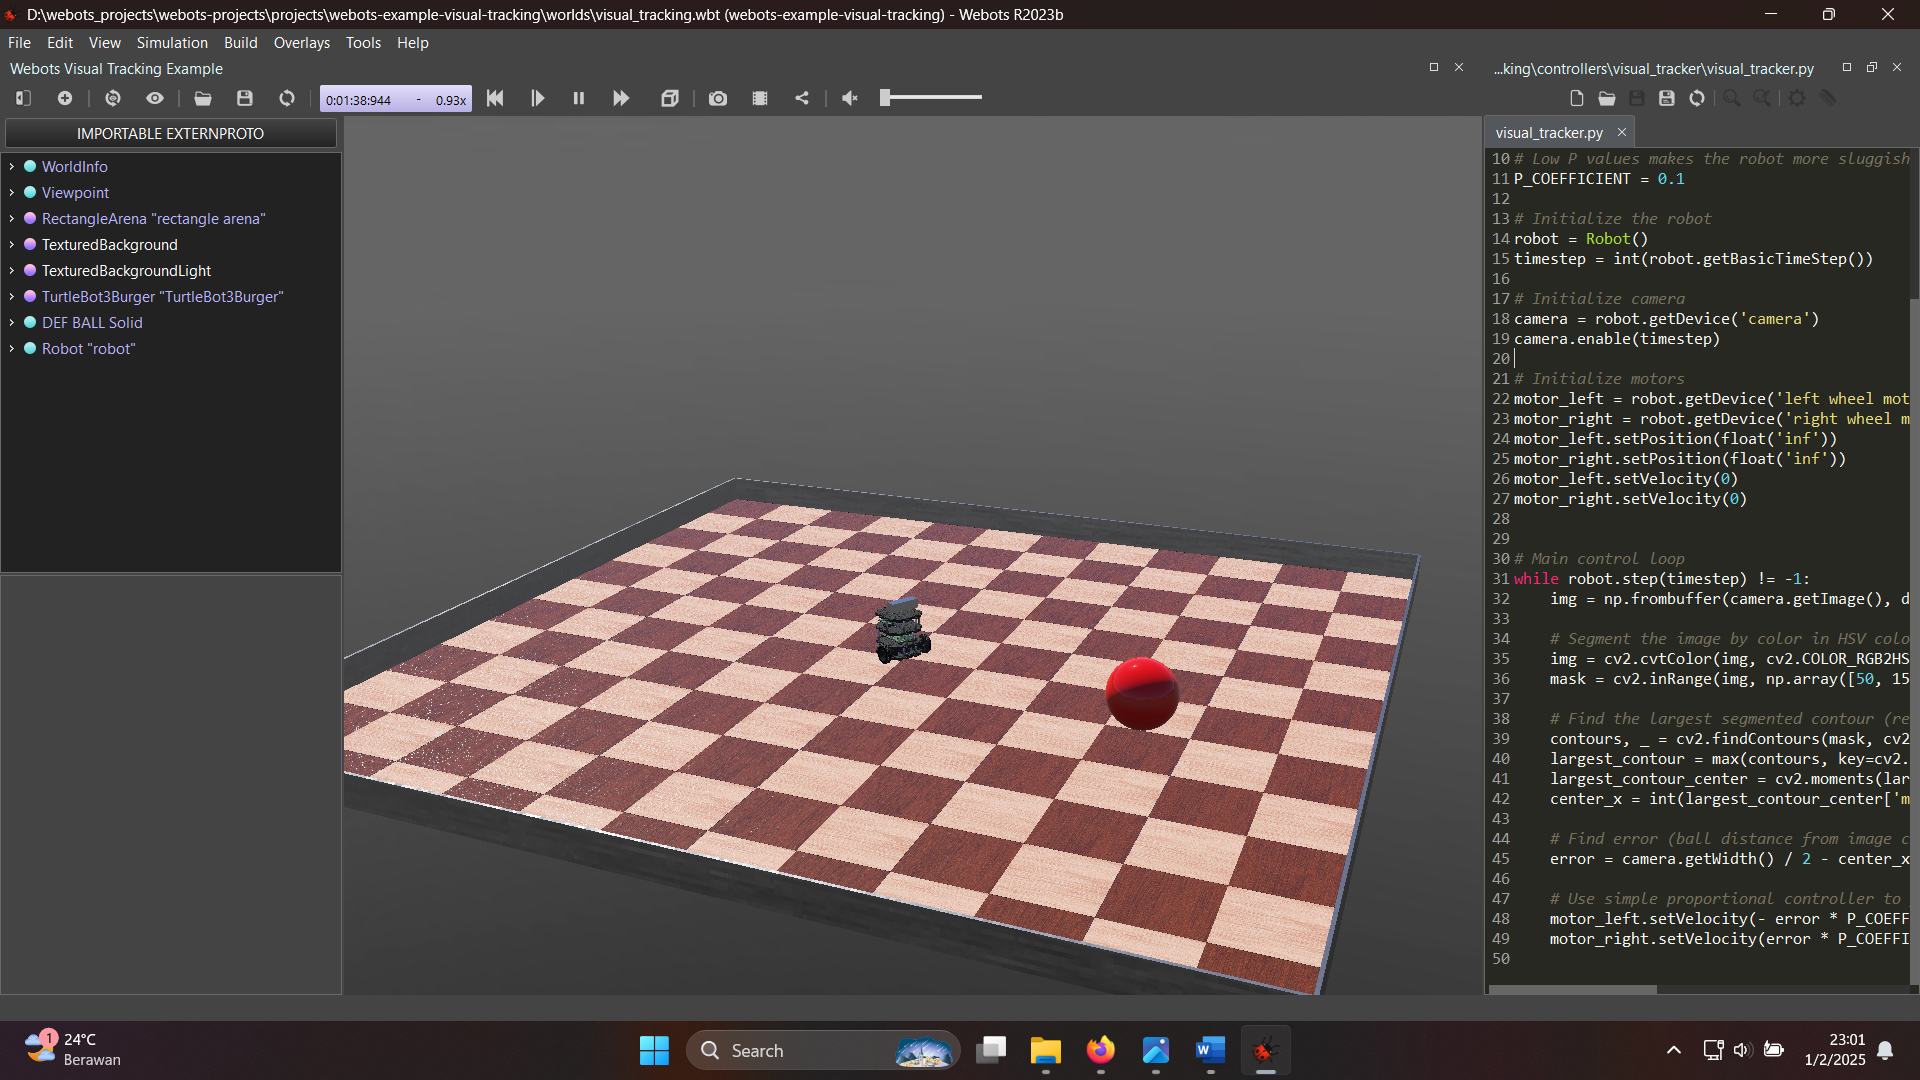 D:\webots_projects\webots-projects\projects\webots-example-visual-tracking\worlds\visual_tracking.wbt (webots-example-visual-tracking) - Webots R2023b
File Edit View Simulation Build Overlays Tools Help
Webots Visual Tracking Example
0:01:38:944 - 0.93x
IMPORTABLE EXTERNPROTO
WorldInfo
Viewpoint
RectangleArena "rectangle arena"
TexturedBackground
TexturedBackgroundLight
TurtleBot3Burger "TurtleBot3Burger"
DEF BALL Solid
Robot "robot"
...king\controllers\visual_tracker\visual_tracker.py
visual_tracker.py
10 # Low P values makes the robot more sluggish
11 P_COEFFICIENT = 0.1
12
13 # Initialize the robot
14 robot = Robot()
15 timestep = int(robot.getBasicTimeStep())
16
17 # Initialize camera
18 camera = robot.getDevice('camera')
19 camera.enable(timestep)
20
21 # Initialize motors
22 motor_left = robot.getDevice('left wheel mot
23 motor_right = robot.getDevice('right wheel m
24 motor_left.setPosition(float('inf'))
25 motor_right.setPosition(float('inf'))
26 motor_left.setVelocity(0)
27 motor_right.setVelocity(0)
28
29
30 # Main control loop
31 while robot.step(timestep) != -1:
32     img = np.frombuffer(camera.getImage(), d
33
34     # Segment the image by color in HSV colo
35     img = cv2.cvtColor(img, cv2.COLOR_RGB2HS
36     mask = cv2.inRange(img, np.array([50, 15
37
38     # Find the largest segmented contour (re
39     contours, _ = cv2.findContours(mask, cv2
40     largest_contour = max(contours, key=cv2.
41     largest_contour_center = cv2.moments(lar
42     center_x = int(largest_contour_center['m
43
44     # Find error (ball distance from image c
45     error = camera.getWidth() / 2 - center_x
46
47     # Use simple proportional controller to
48     motor_left.setVelocity(- error * P_COEFF
49     motor_right.setVelocity(error * P_COEFFI
50
1
24°C
Berawan
Search
23:01
1/2/2025